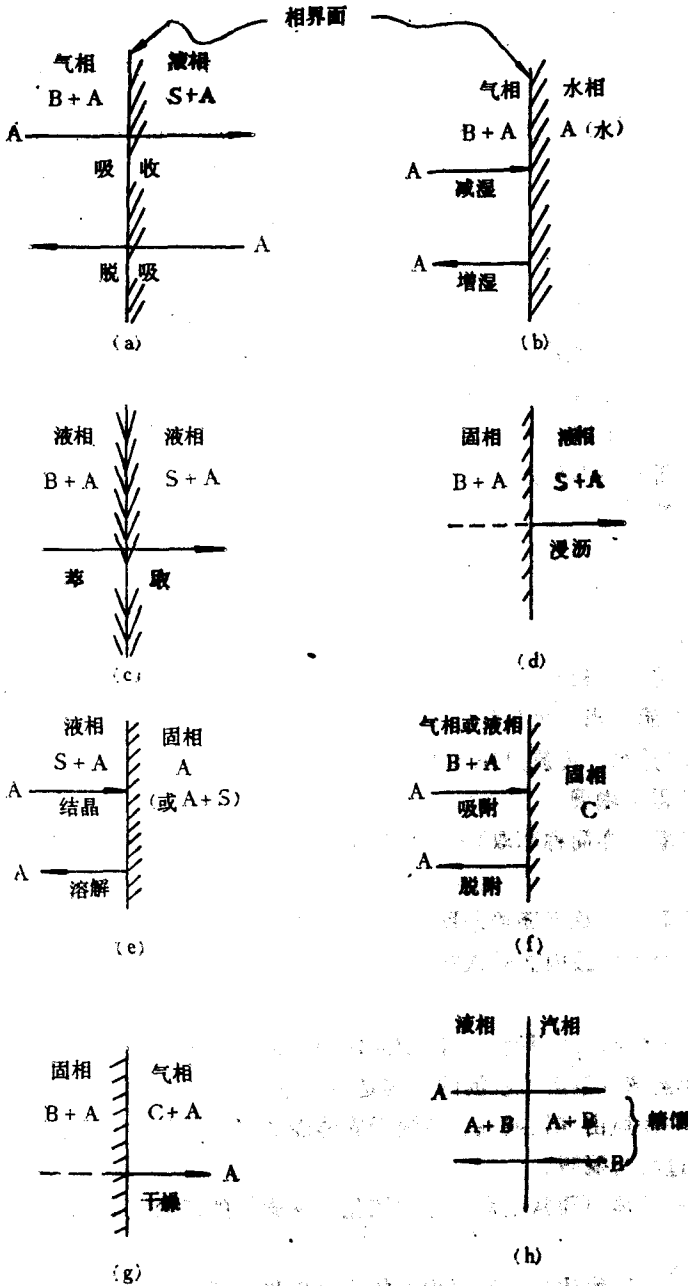 相界面
气相 液相
B+A S+A
A
吸 收
A
脱 吸
(a)
气相 水相
B+A A(水)
A
减湿
A
增湿
(b)
液相 液相
B+A S+A
萃 取
(c)
固相 液相
B+A S+A
浸沥
(d)
液相 固相
S+A A
A (或A+S)
结晶
A
溶解
(e)
气相或液相
B+A 固相
A C
吸附
A
脱附
(f)
固相 气相
B+A C+A
A
干燥
(g)
液相 汽相
A
A+B A+B 精馏
B
(h)